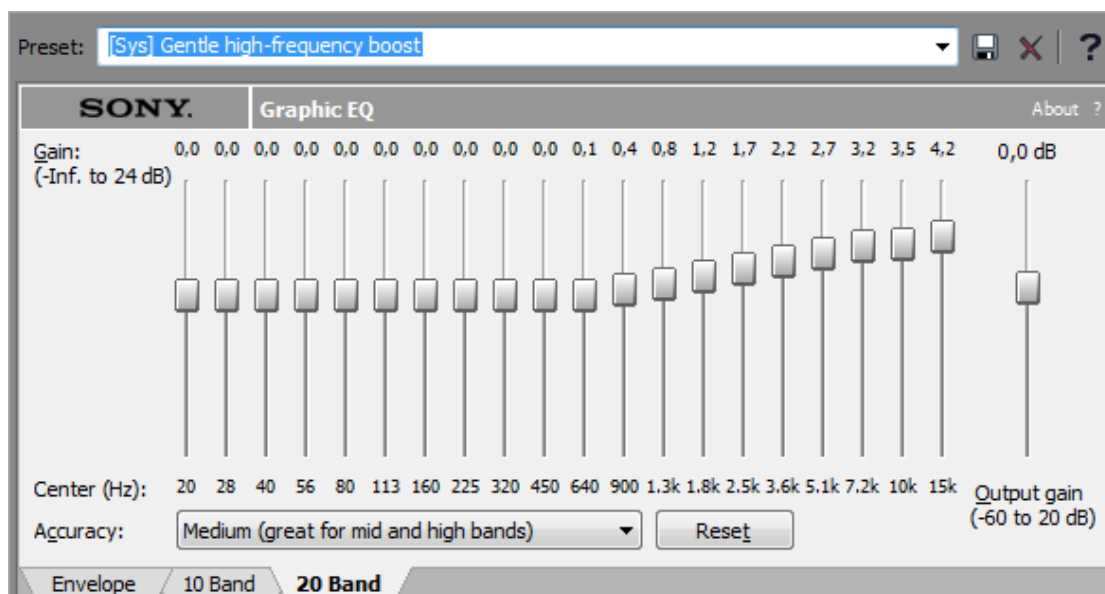 Preset: [Sys] Gentle high-frequency boost ?
SONY. Graphic EQ About ?
Gain: 0,0 0,0 0,0 0,0 0,0 0,0 0,0 0,0 0,0 0,0 0,1 0,4 0,8 1,2 1,7 2,2 2,7 3,2 3,5 4,2 0,0 dB
(-Inf. to 24 dB)
Center (Hz): 20 28 40 56 80 113 160 225 320 450 640 900 1.3k 1.8k 2.5k 3.6k 5.1k 7.2k 10k 15k Output gain
(-60 to 20 dB)
Accuracy: Medium (great for mid and high bands) Reset
Envelope 10 Band 20 Band